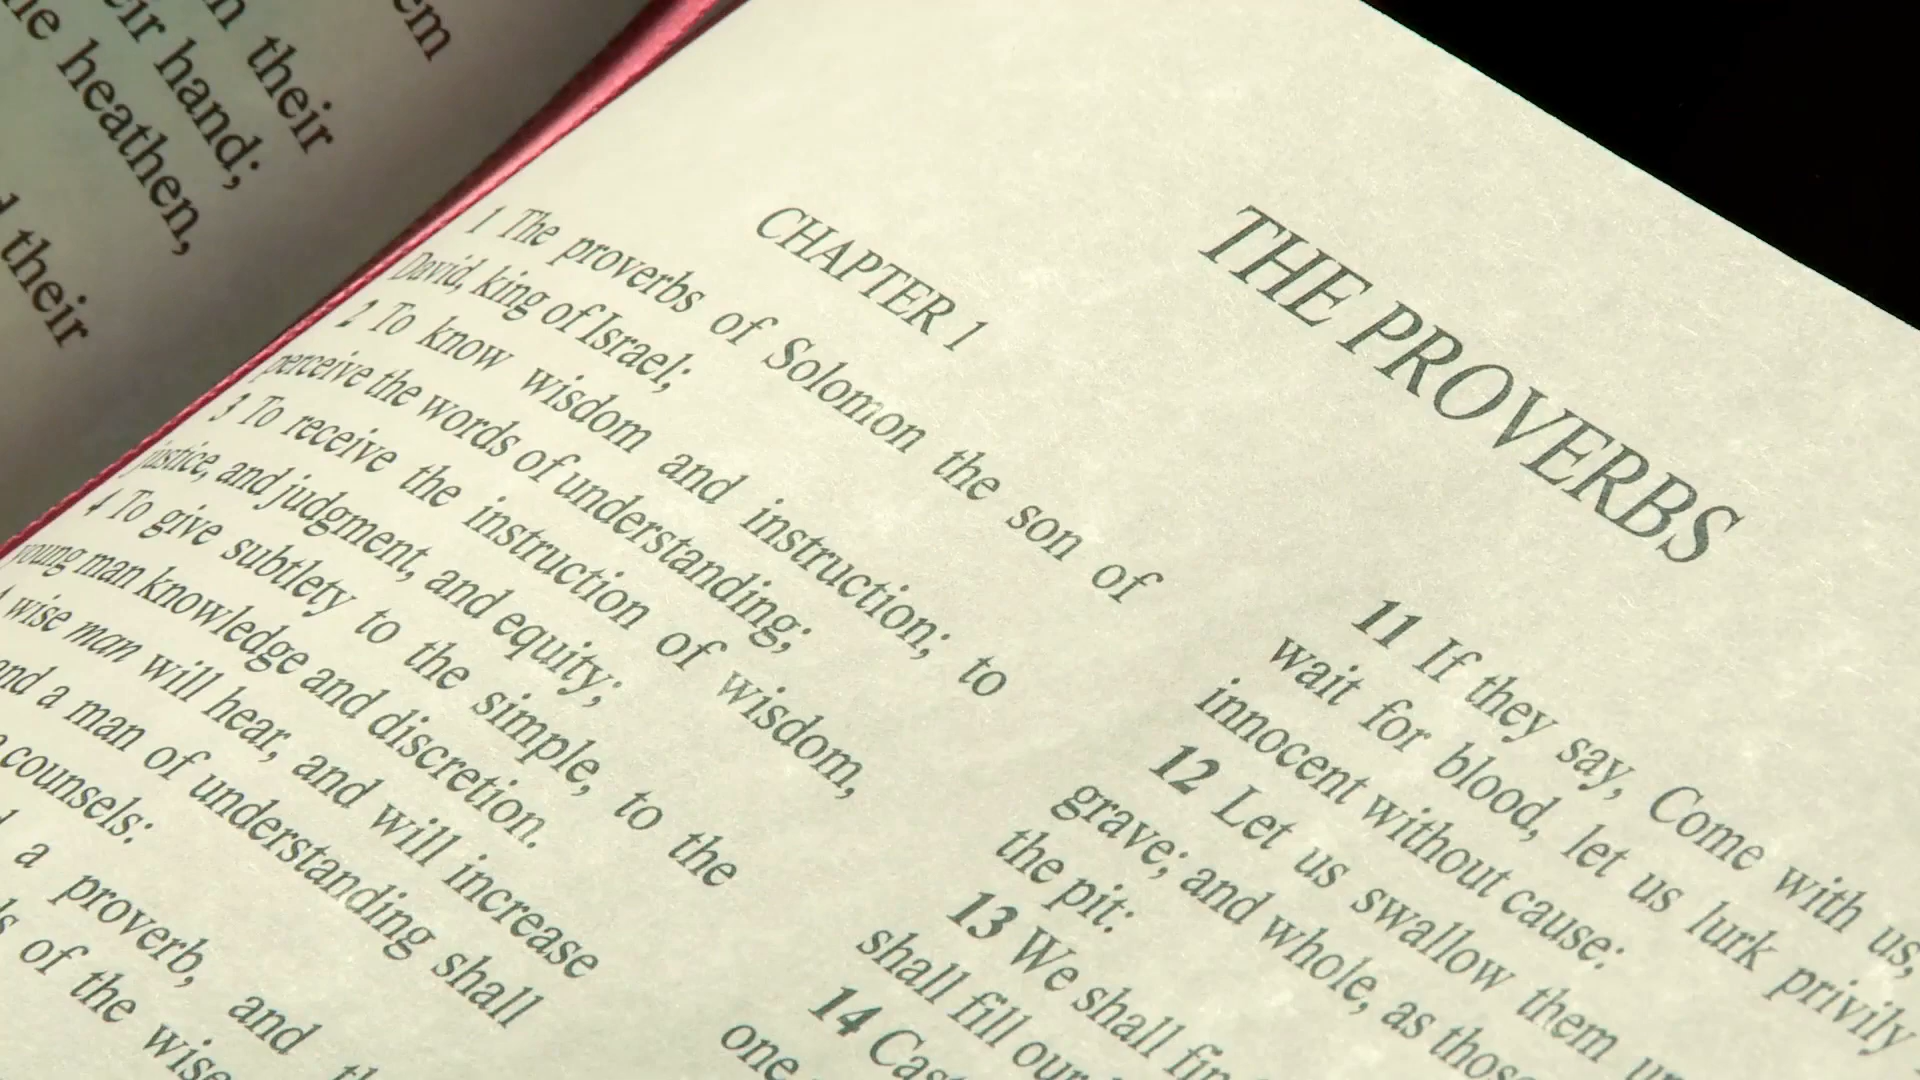 em
n their
eir hand;
he heathen,
d their
THE PROVERBS
CHAPTER 1
1 The proverbs of Solomon the son of
David, king of Israel;
2 To know wisdom and instruction; to
perceive the words of understanding;
3 To receive the instruction of wisdom,
justice, and judgment, and equity;
4 To give subtlety to the simple, to the
young man knowledge and discretion.
A wise man will hear, and will increase
and a man of understanding shall
counsels:
a proverb, and
of the wise
11 If they say, Come with us,
wait for blood, let us lurk privily
innocent without cause:
12 Let us swallow them
grave; and whole, as those
the pit:
13 We shall
shall fill our
14
one